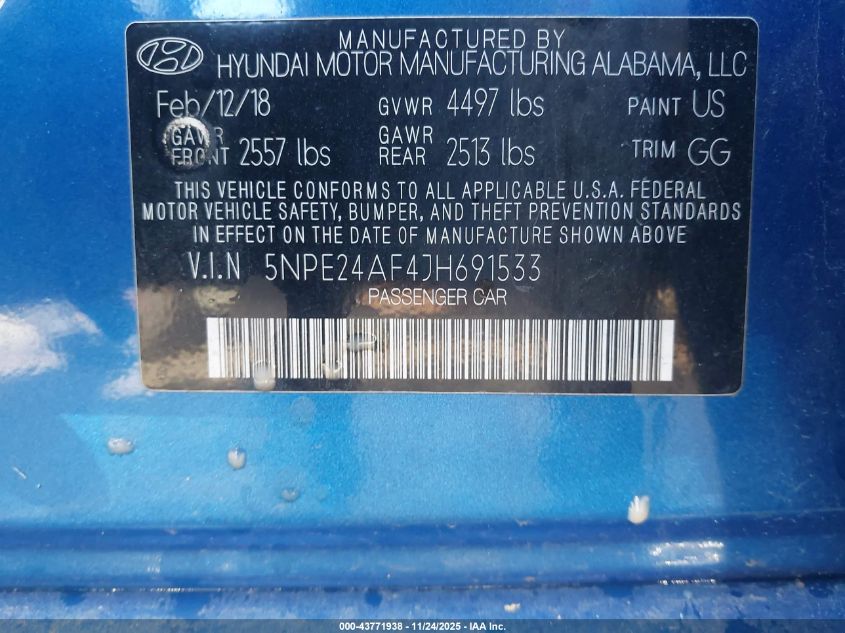 MANUFACTURED BY
HYUNDAI MOTOR MANUFACTURING ALABAMA, LLC
Feb/12/18 GVWR 4497 lbs PAINT US
GAWR FRONT 2557 lbs GAWR REAR 2513 lbs TRIM GG
THIS VEHICLE CONFORMS TO ALL APPLICABLE U.S.A. FEDERAL
MOTOR VEHICLE SAFETY, BUMPER, AND THEFT PREVENTION STANDARDS
IN EFFECT ON THE DATE OF MANUFACTURE SHOWN ABOVE
V.I.N 5NPE24AF4JH691533
PASSENGER CAR
000-43771938 - 11/24/2025 - IAA Inc.